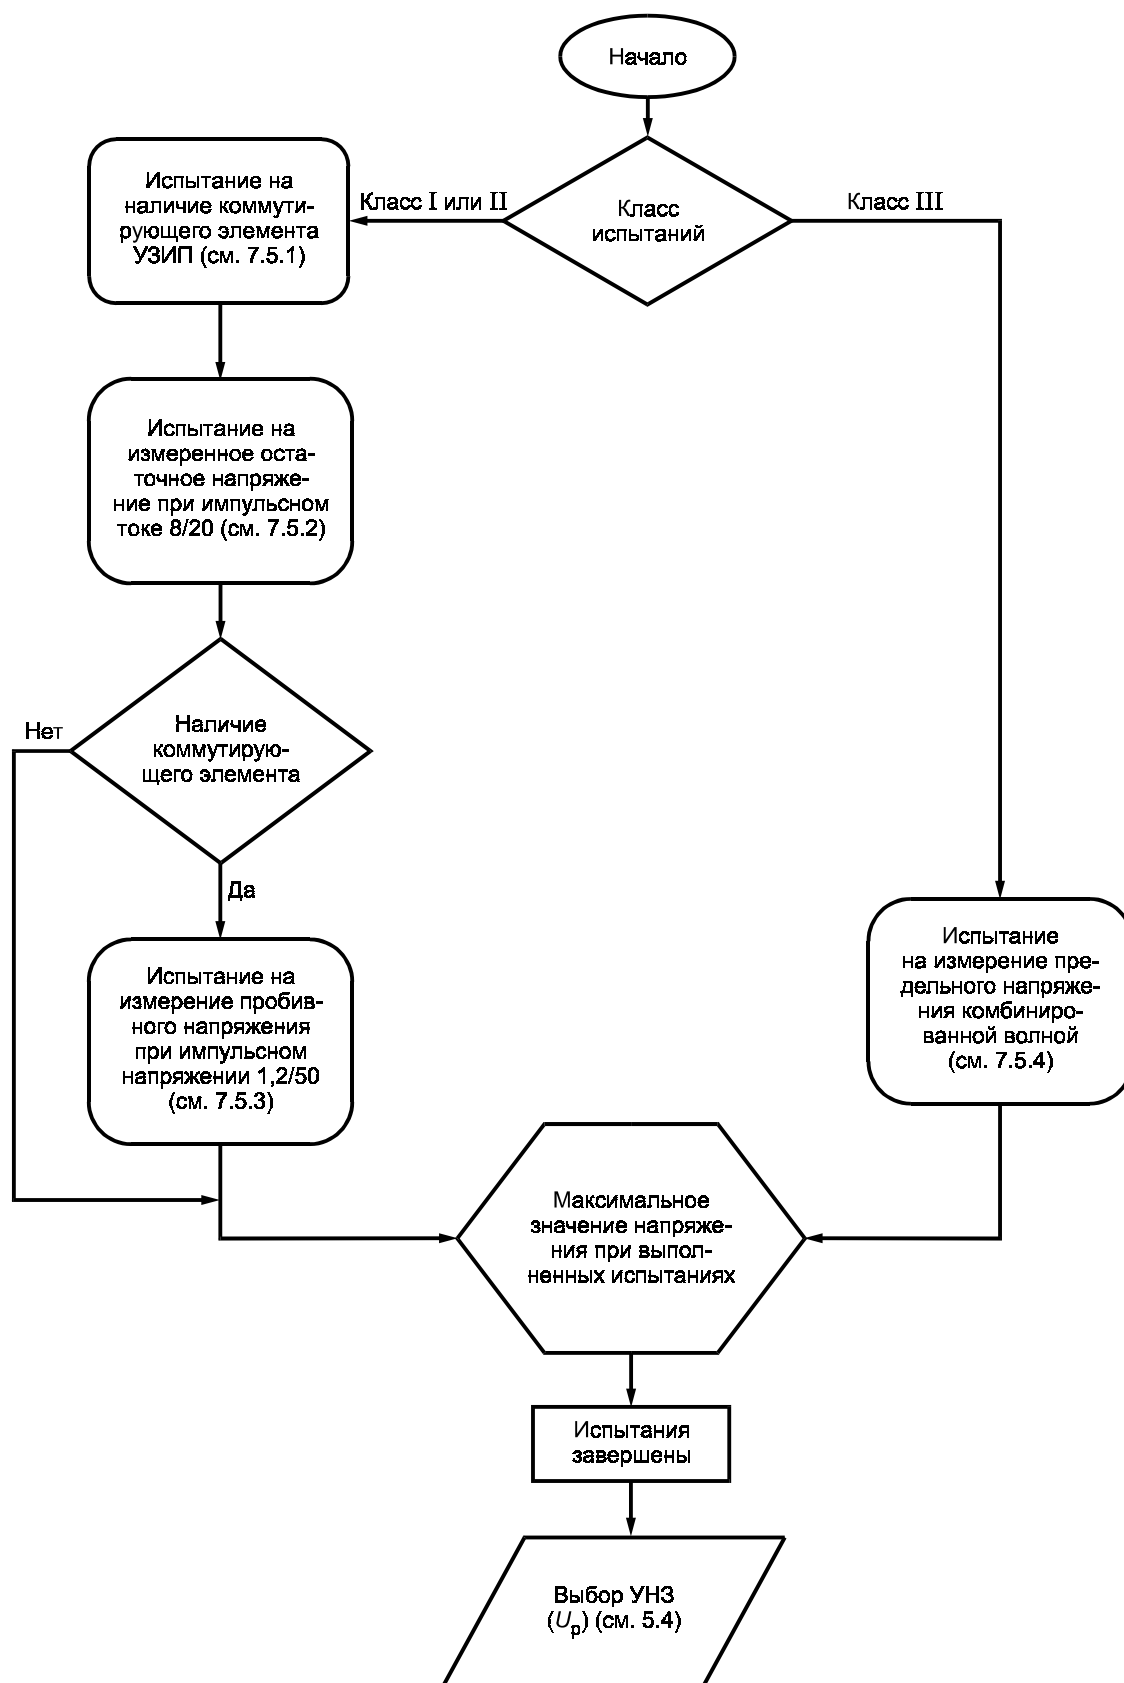 Начало
Класс
испытаний
Класс I или II
Класс III
Испытание на
наличие коммути-
рующего элемента
УЗИП (см. 7.5.1)
Испытание на
измеренное оста-
точное напряже-
ние при импульсном
токе 8/20 (см. 7.5.2)
Наличие
коммутирую-
щего элемента
Нет
Да
Испытание на
измерение пробив-
ного напряжения
при импульсном
напряжении 1,2/50
(см. 7.5.3)
Испытание
на измерение пре-
дельного напряже-
ния комбиниро-
ванной волной
(см. 7.5.4)
Максимальное
значение напряже-
ния при выпол-
ненных испытаниях
Испытания
завершены
Выбор УНЗ
(Uр) (см. 5.4)